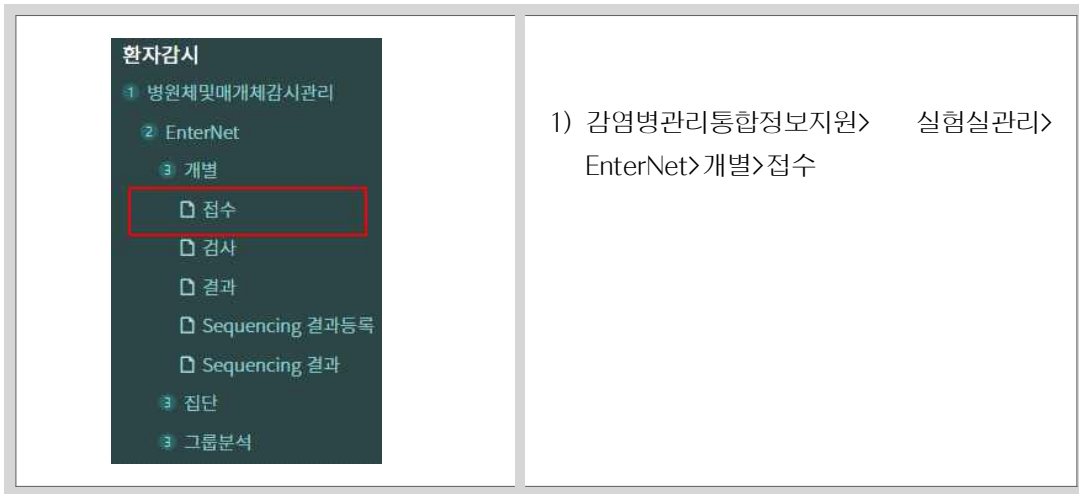 환자감시
1 병원체및매개체감시관리
2 EnterNet
3 개별
접수
검사
결과
Sequencing 결과등록
Sequencing 결과
3 집단
3 그룹분석
1) 감염병관리통합정보지원> 실험실관리>
EnterNet>개별>접수